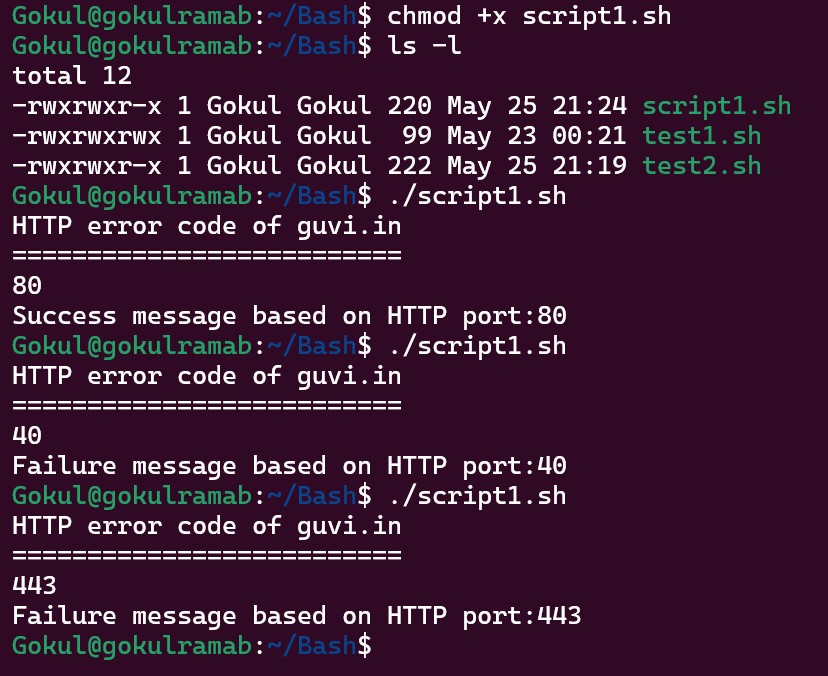 Gokul@gokulramab:~/Bash$ chmod +x script1.sh
Gokul@gokulramab:~/Bash$ ls -l
total 12
-rwxrwxr-x 1 Gokul Gokul 220 May 25 21:24 script1.sh
-rwxrwxrwx 1 Gokul Gokul  99 May 23 00:21 test1.sh
-rwxrwxr-x 1 Gokul Gokul 222 May 25 21:19 test2.sh
Gokul@gokulramab:~/Bash$ ./script1.sh
HTTP error code of guvi.in
==========================
80
Success message based on HTTP port:80
Gokul@gokulramab:~/Bash$ ./script1.sh
HTTP error code of guvi.in
==========================
40
Failure message based on HTTP port:40
Gokul@gokulramab:~/Bash$ ./script1.sh
HTTP error code of guvi.in
==========================
443
Failure message based on HTTP port:443
Gokul@gokulramab:~/Bash$